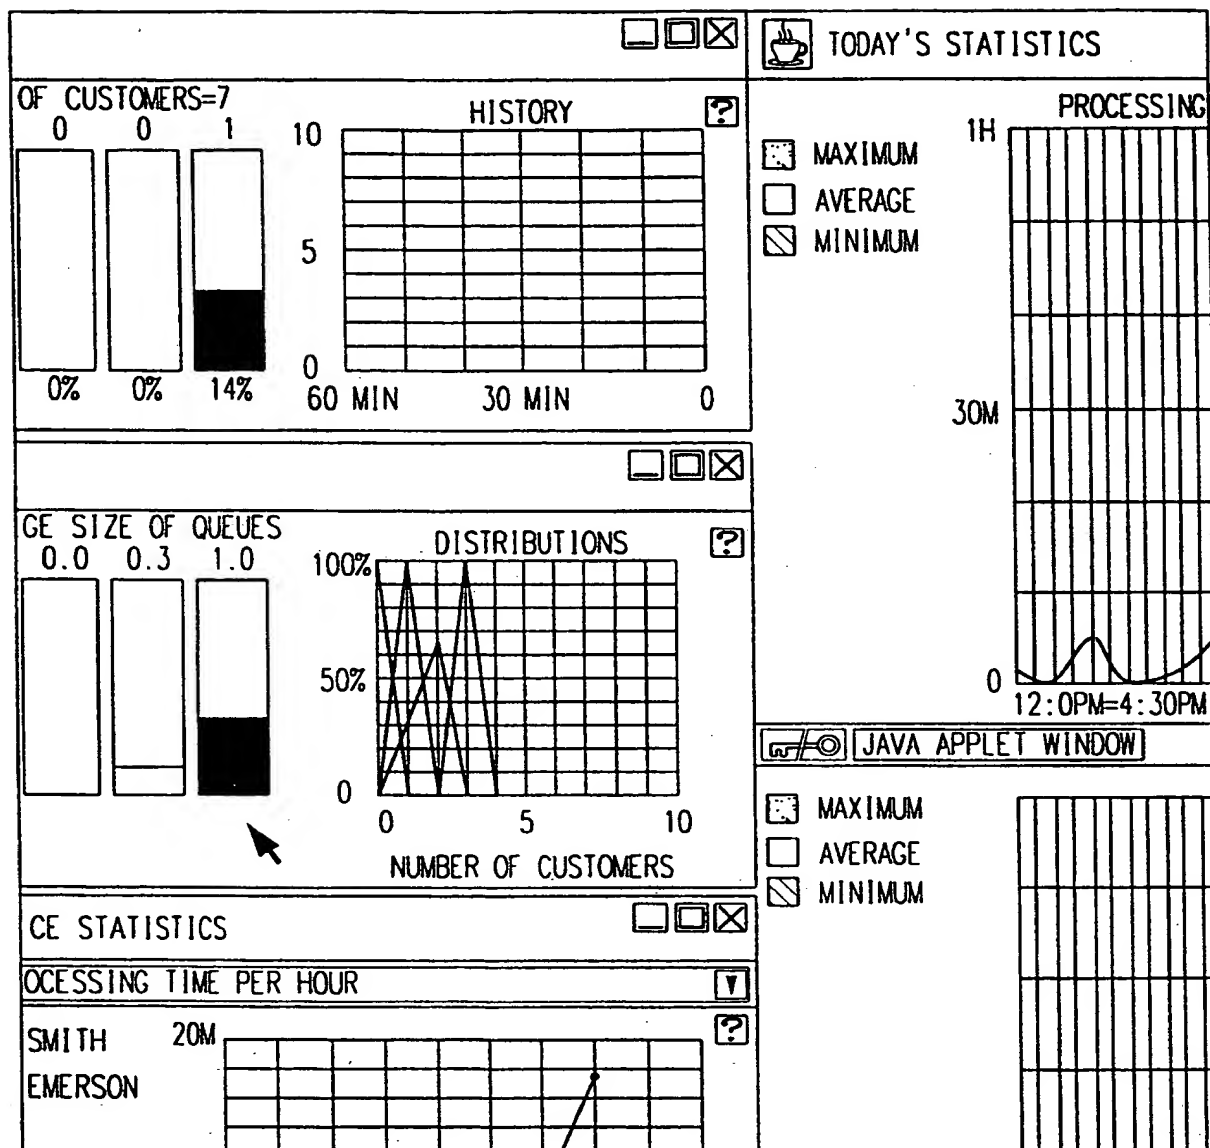 OF CUSTOMERS=7
0 0 1
0% 0% 14%
HISTORY
?
10
5
0
60 MIN 30 MIN 0
GE SIZE OF QUEUES
0.0 0.3 1.0
DISTRIBUTIONS
?
100%
50%
0
0 5 10
NUMBER OF CUSTOMERS
CE STATISTICS
OCESSING TIME PER HOUR
?
SMITH
EMERSON
20M
TODAY'S STATISTICS
PROCESSING
MAXIMUM
AVERAGE
MINIMUM
1H
30M
0
12:0PM=4:30PM
JAVA APPLET WINDOW
MAXIMUM
AVERAGE
MINIMUM